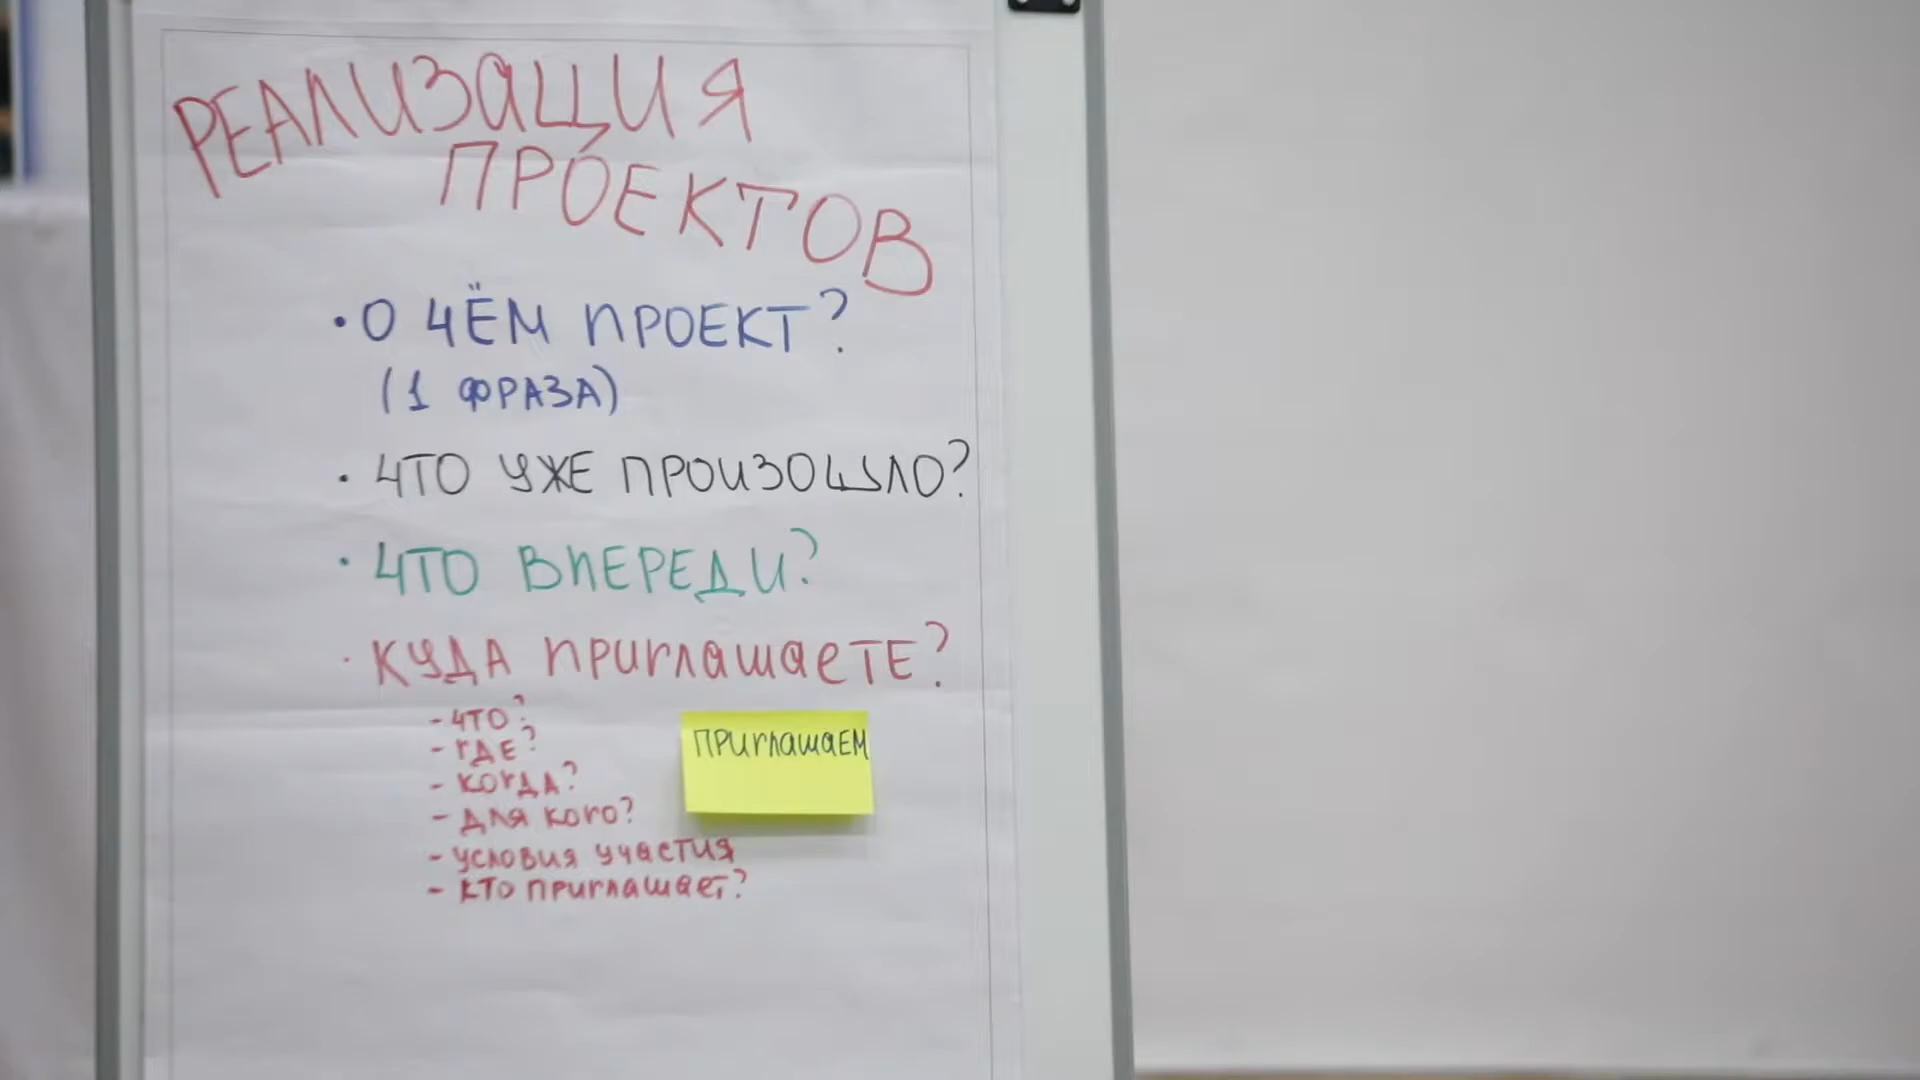 РЕАЛИЗАЦИЯ
ПРОЕКТОВ
• О ЧЁМ ПРОЕКТ?
(1 ФРАЗА)
• ЧТО УЖЕ ПРОИЗОШЛО?
• ЧТО ВПЕРЕДИ?
• КУДА ПРИГЛАШАЕТЕ?
- ЧТО?
- ГДЕ?
- КОГДА?
- ДЛЯ КОГО?
- УСЛОВИЯ УЧАСТИЯ
- КТО ПРИГЛАШАЕТ?
ПРИГЛАШАЕМ